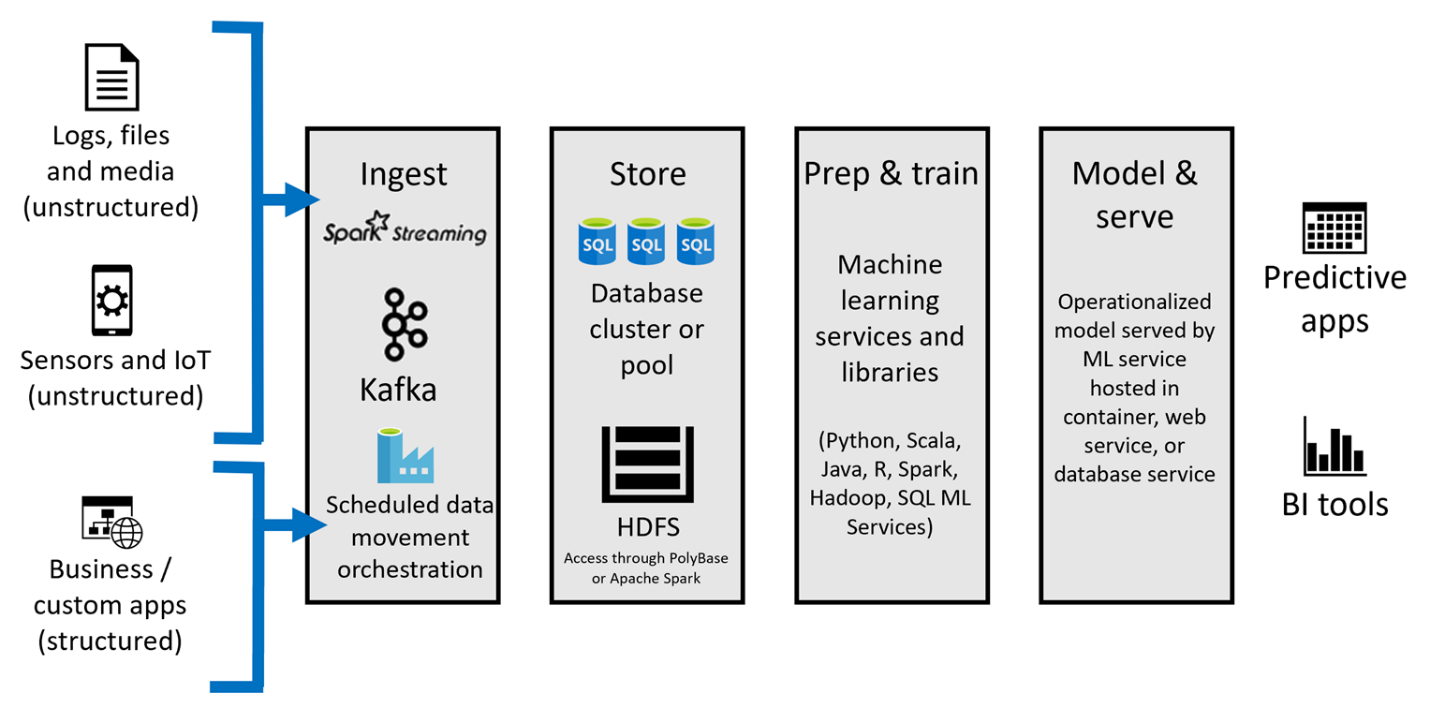 Logs, files
and media
(unstructured)
Sensors and IoT
(unstructured)
Business /
custom apps
(structured)
Ingest
Spark Streaming
Kafka
Scheduled data
movement
orchestration
Store
SQL SQL SQL
Database
cluster or
pool
HDFS
Access through PolyBase
or Apache Spark
Prep & train
Machine
learning
services and
libraries
(Python, Scala,
Java, R, Spark,
Hadoop, SQL ML
Services)
Model &
serve
Operationalized
model served by
ML service
hosted in
container, web
service, or
database service
Predictive
apps
BI tools